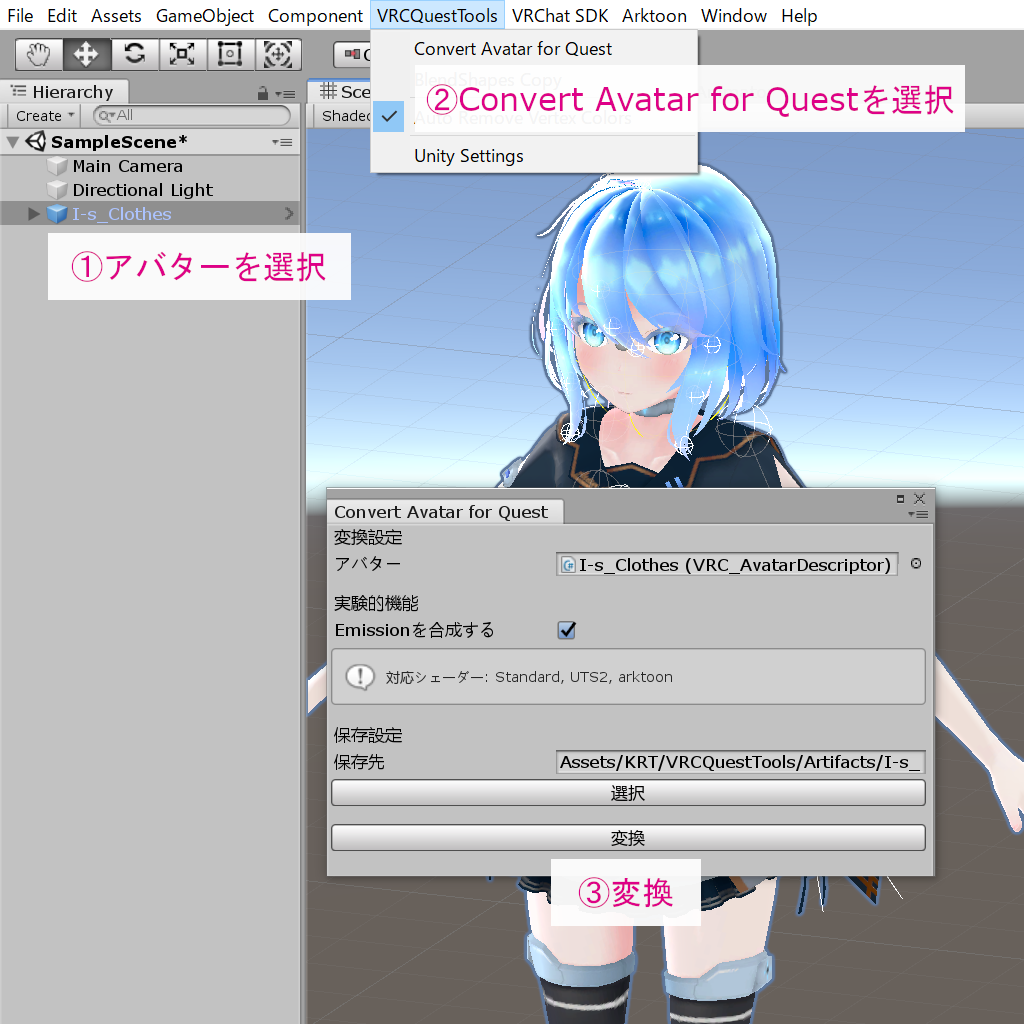 File Edit Assets GameObject Component VRCQuestTools VRChat SDK Arktoon Window Help
Convert Avatar for Quest
BlendShapes Copy
②Convert Avatar for Questを選択
Auto Remove Vertex Colors
Unity Settings
Hierarchy
Create
All
SampleScene*
Main Camera
Directional Light
I-s_Clothes
①アバターを選択
Sce
Shaded
Convert Avatar for Quest
変換設定
アバター I-s_Clothes (VRC_AvatarDescriptor)
実験的機能
Emissionを合成する
対応シェーダー: Standard, UTS2, arktoon
保存設定
保存先 Assets/KRT/VRCQuestTools/Artifacts/I-s_
選択
変換
③変換